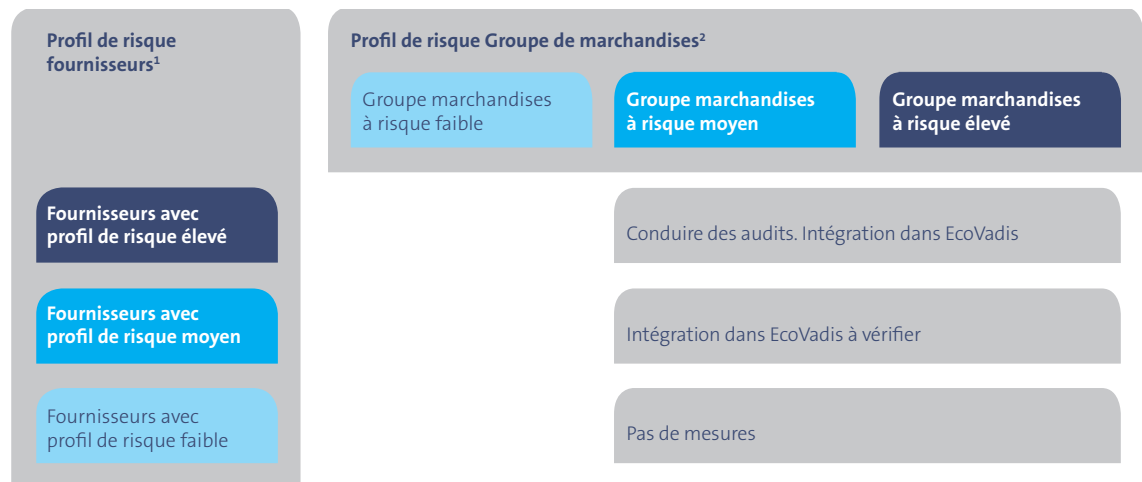 Profil de risque
fournisseurs¹
Profil de risque Groupe de marchandises²
Groupe marchandises
à risque faible
Groupe marchandises
à risque moyen
Groupe marchandises
à risque élevé
Fournisseurs avec
profil de risque élevé
Conduire des audits. Intégration dans EcoVadis
Fournisseurs avec
profil de risque moyen
Intégration dans EcoVadis à vérifier
Fournisseurs avec
profil de risque faible
Pas de mesures